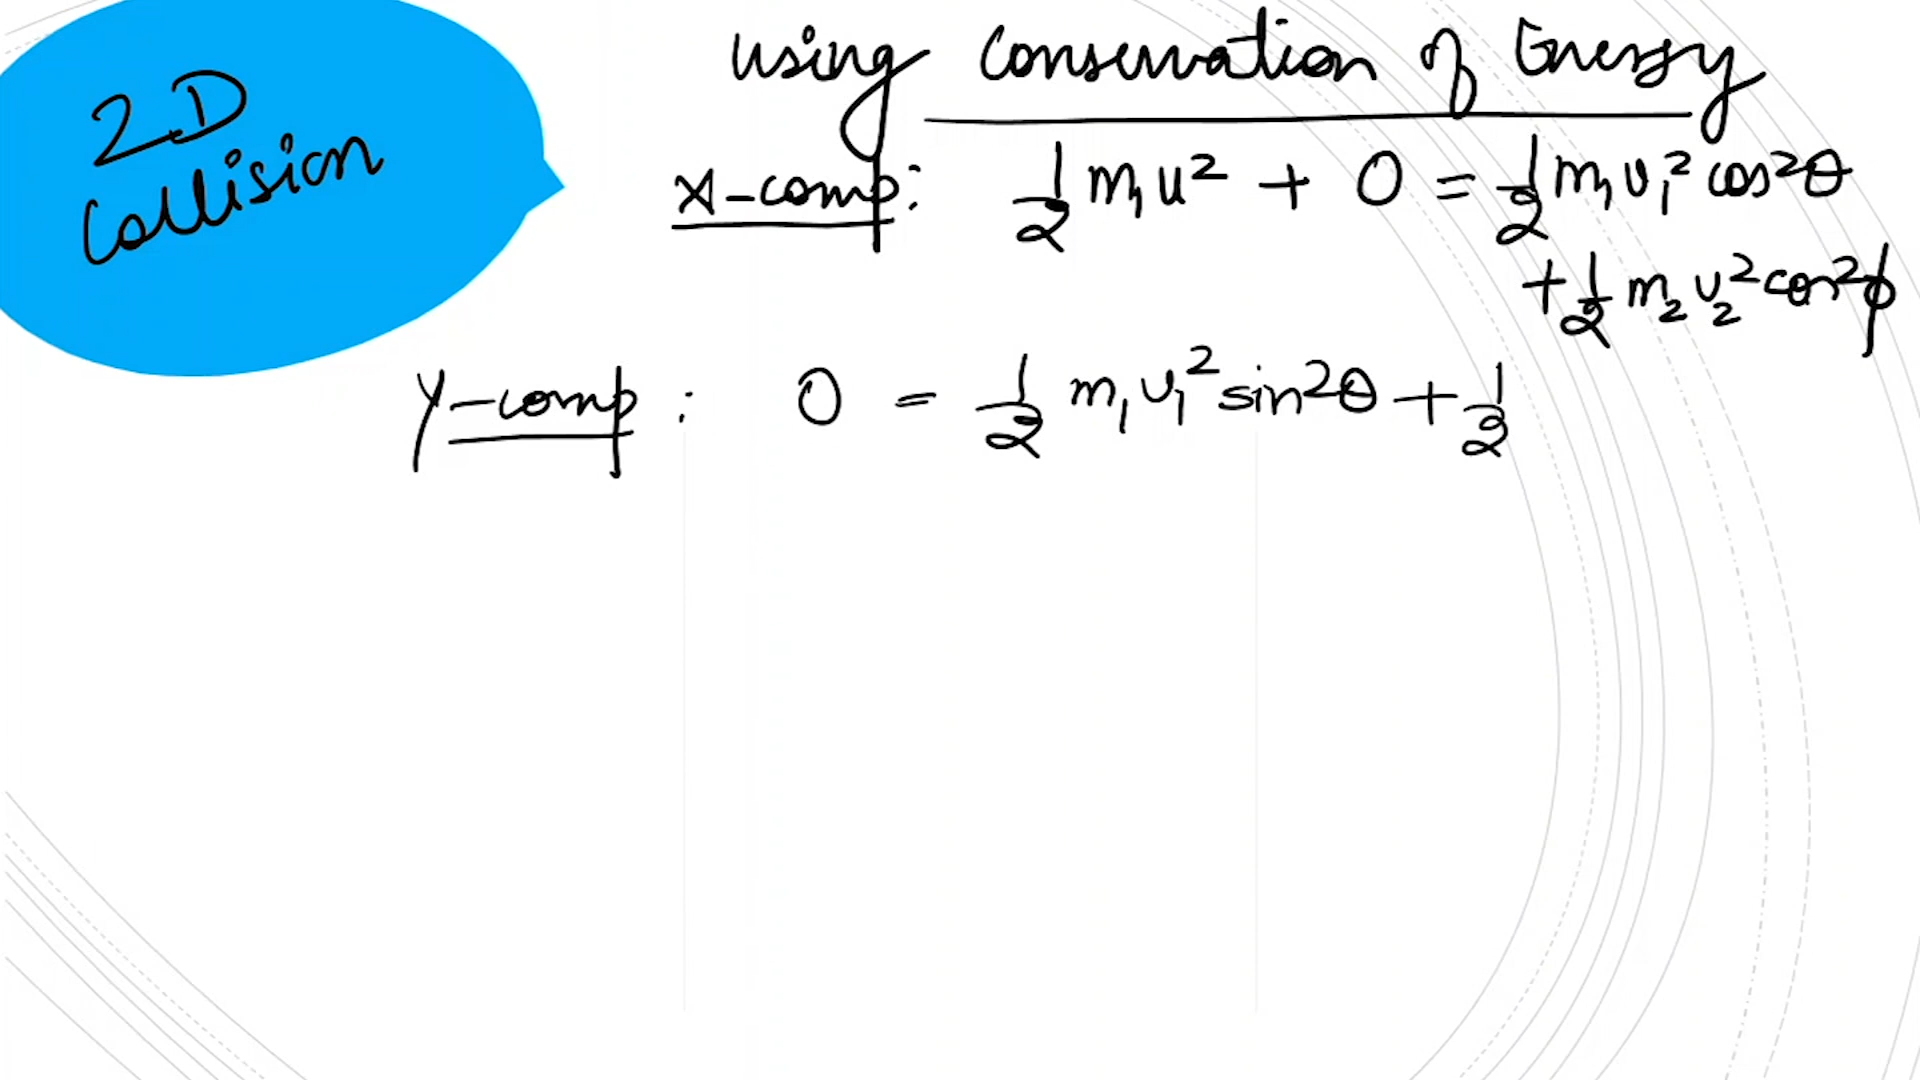 2-D
Collision
Using Conservation of Energy
x-comp: ½ m₁u² + 0 = ½ m₁v₁² cos²θ
+ ½ m₂v₂² cos²ϕ
Y-comp : 0 = ½ m₁v₁² sin²θ + ½